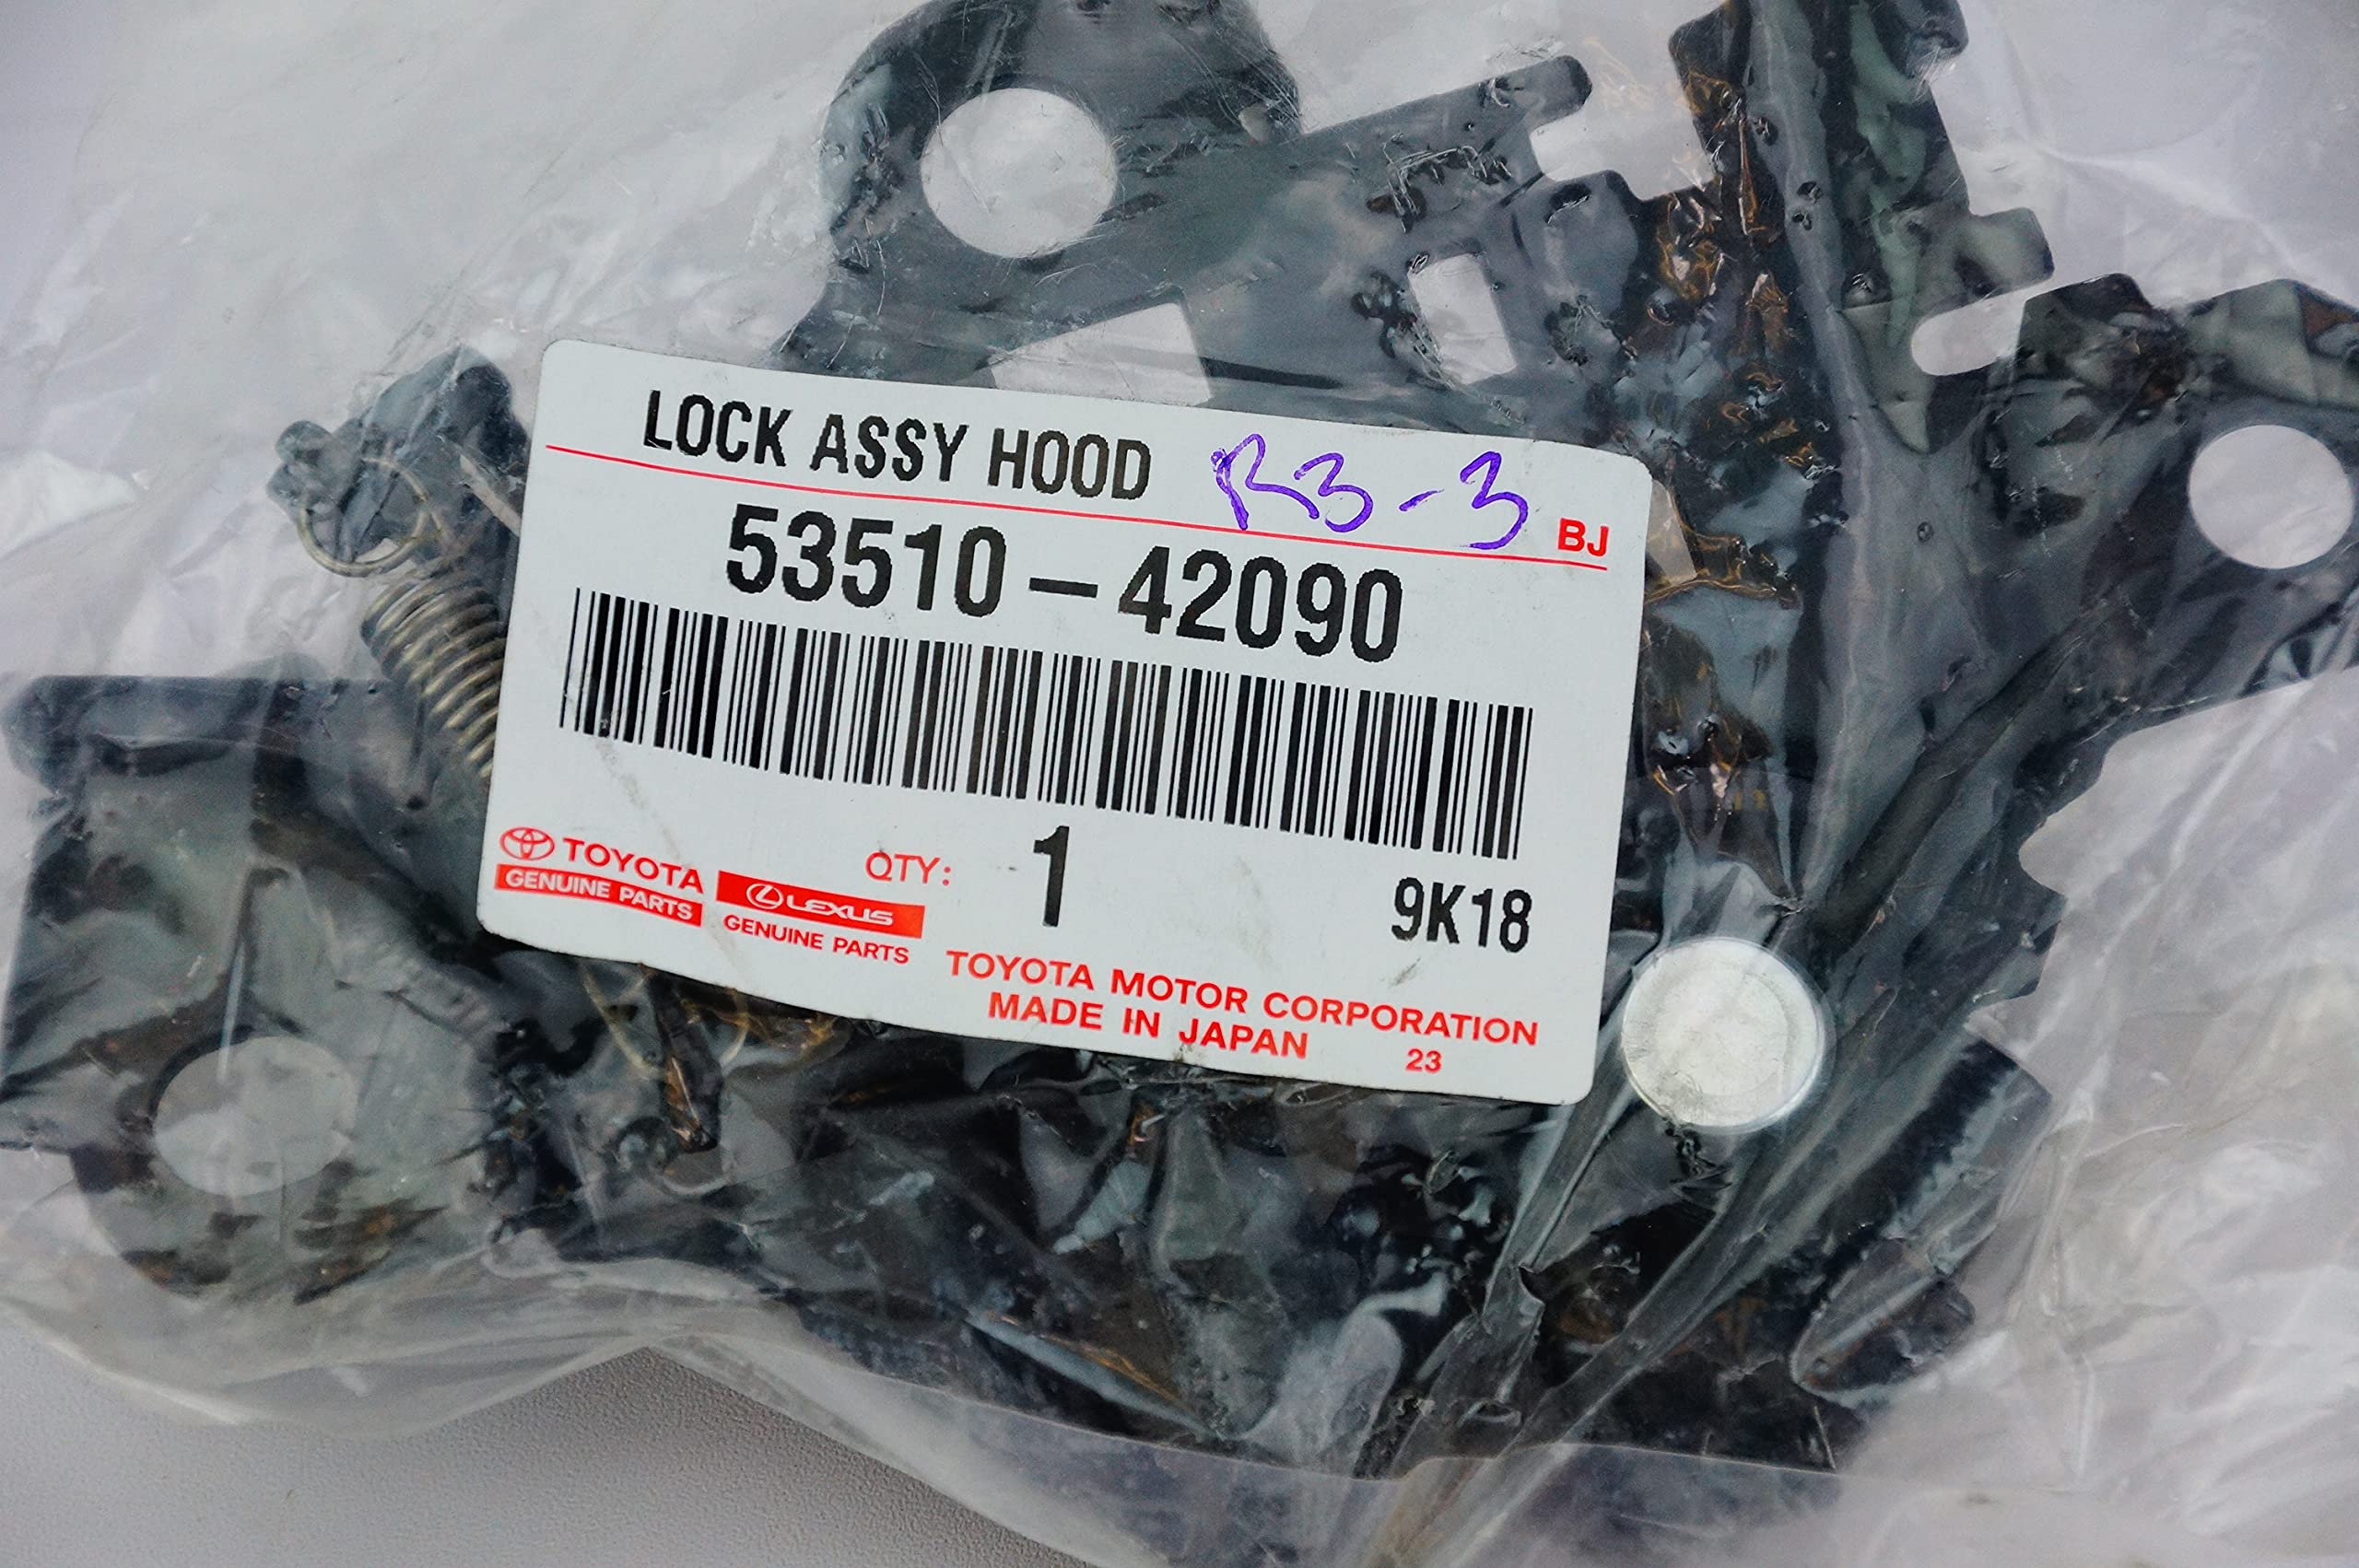 LOCK ASSY HOOD R3-3 BJ
53510-42090
TOYOTA QTY: 1 9K18
GENUINE PARTS LEXUS
GENUINE PARTS
TOYOTA MOTOR CORPORATION
MADE IN JAPAN 23